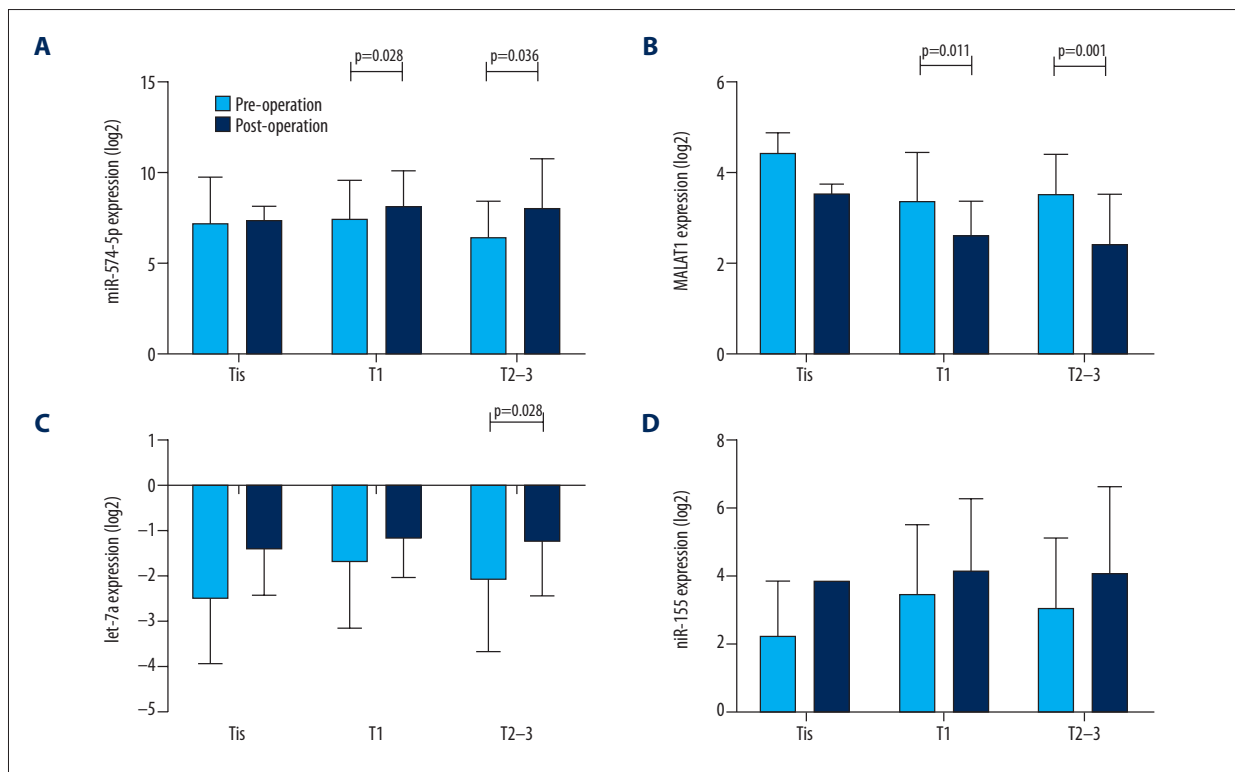 A
p=0.028
p=0.036
15
10
5
0
miR-574-5p expression (log2)
Pre-operation
Post-operation
Tis
T1
T2–3
B
p=0.011
p=0.001
6
4
2
0
MALAT1 expression (log2)
Tis
T1
T2–3
C
p=0.028
1
0
–1
–2
–3
–4
–5
let-7a expression (log2)
Tis
T1
T2–3
D
8
6
4
2
0
niR-155 expression (log2)
Tis
T1
T2–3